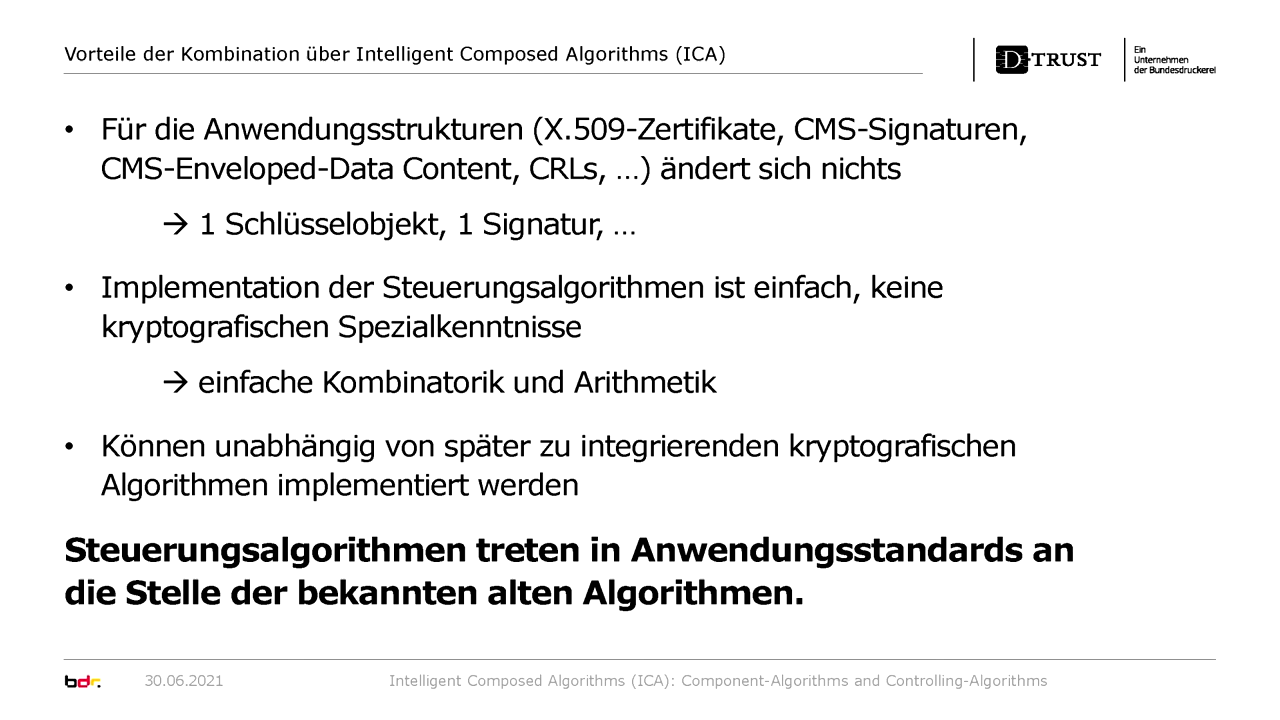 Vorteile der Kombination über Intelligent Composed Algorithms (ICA)
D-TRUST
Ein
Unternehmen
der Bundesdruckerei
• Für die Anwendungsstrukturen (X.509-Zertifikate, CMS-Signaturen,
CMS-Enveloped-Data Content, CRLs, …) ändert sich nichts
→ 1 Schlüsselobjekt, 1 Signatur, …
• Implementation der Steuerungsalgorithmen ist einfach, keine
kryptografischen Spezialkenntnisse
→ einfache Kombinatorik und Arithmetik
• Können unabhängig von später zu integrierenden kryptografischen
Algorithmen implementiert werden
Steuerungsalgorithmen treten in Anwendungsstandards an
die Stelle der bekannten alten Algorithmen.
bdr.
30.06.2021
Intelligent Composed Algorithms (ICA): Component-Algorithms and Controlling-Algorithms